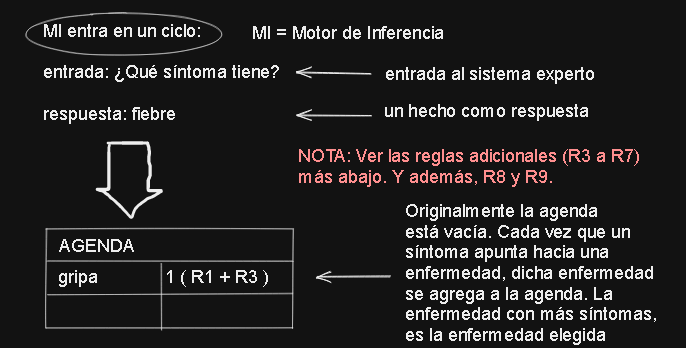 MI entra en un ciclo: MI = Motor de Inferencia
entrada: ¿Qué síntoma tiene? entrada al sistema experto
respuesta: fiebre un hecho como respuesta
NOTA: Ver las reglas adicionales (R3 a R7)
más abajo. Y además, R8 y R9.
Originalmente la agenda
está vacía. Cada vez que un
síntoma apunta hacia una
enfermedad, dicha enfermedad
se agrega a la agenda. La
enfermedad con más síntomas,
es la enfermedad elegida
AGENDA
gripa 1 ( R1 + R3 )